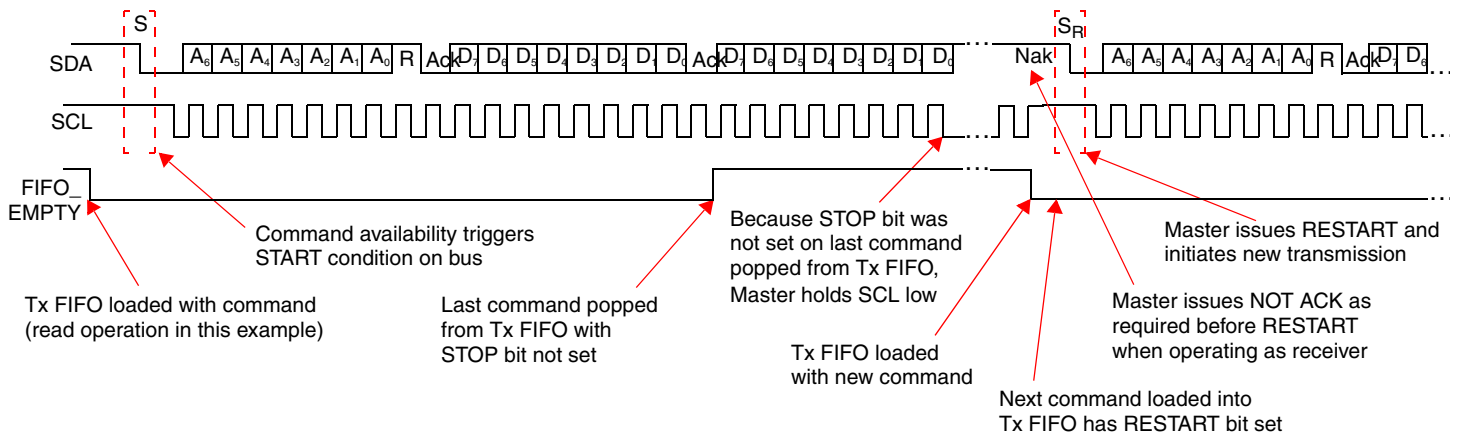 S
S_R
SDA A₆ A₅ A₄ A₃ A₂ A₁ A₀ R Ack D₇ D₆ D₅ D₄ D₃ D₂ D₁ D₀ Ack D₇ D₆ D₅ D₄ D₃ D₂ D₁ D₀ ... Nak A₆ A₅ A₄ A₃ A₂ A₁ A₀ R Ack D₇ D₆ ...
SCL ... ...
FIFO_
EMPTY ... ...
Command availability triggers
START condition on bus
Tx FIFO loaded with command
(read operation in this example)
Last command popped
from Tx FIFO with
STOP bit not set
Because STOP bit was
not set on last command
popped from Tx FIFO,
Master holds SCL low
Tx FIFO loaded
with new command
Master issues RESTART and
initiates new transmission
Master issues NOT ACK as
required before RESTART
when operating as receiver
Next command loaded into
Tx FIFO has RESTART bit set